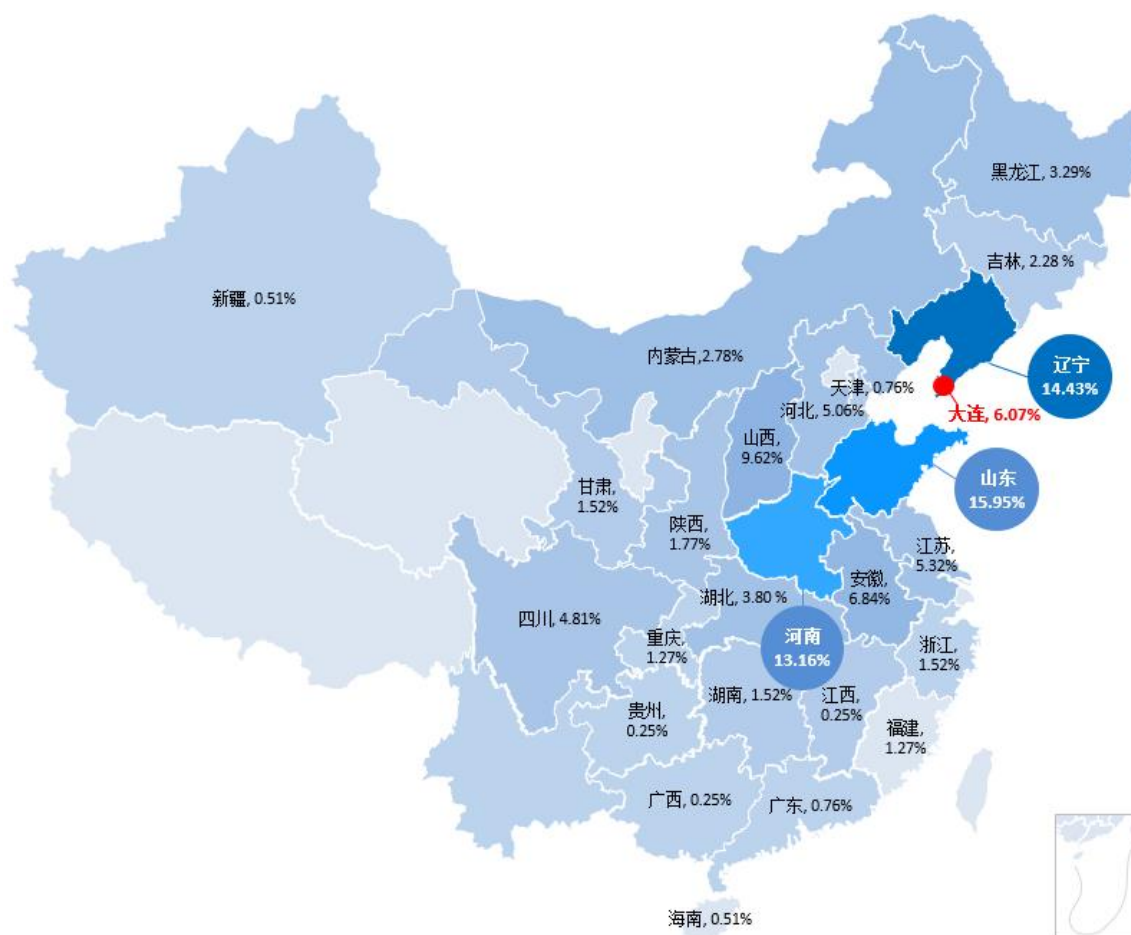 黑龙江, 3.29%
吉林, 2.28 %
新疆, 0.51%
内蒙古,2.78%
辽宁
14.43%
天津, 0.76%
大连, 6.07%
河北, 5.06%
山西,
9.62%
山东
15.95%
甘肃,
1.52%
陕西,
1.77%
江苏,
5.32%
安徽,
6.84%
湖北, 3.80 %
四川, 4.81%
重庆,
1.27%
河南
13.16%
浙江,
1.52%
湖南, 1.52%
江西,
0.25%
贵州,
0.25%
福建,
1.27%
广西, 0.25%
广东, 0.76%
海南, 0.51%